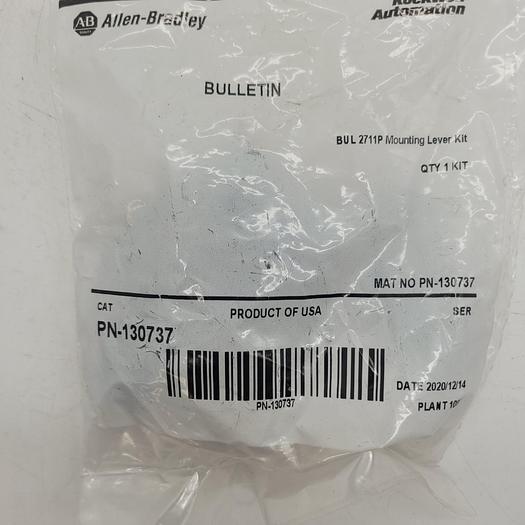 AB Allen-Bradley
Rockwell
Automation
BULLETIN
BUL 2711P Mounting Lever Kit
QTY 1 KIT
MAT NO PN-130737
CAT
PRODUCT OF USA
SER
PN-130737
PN-130737
DATE 2020/12/14
PLANT